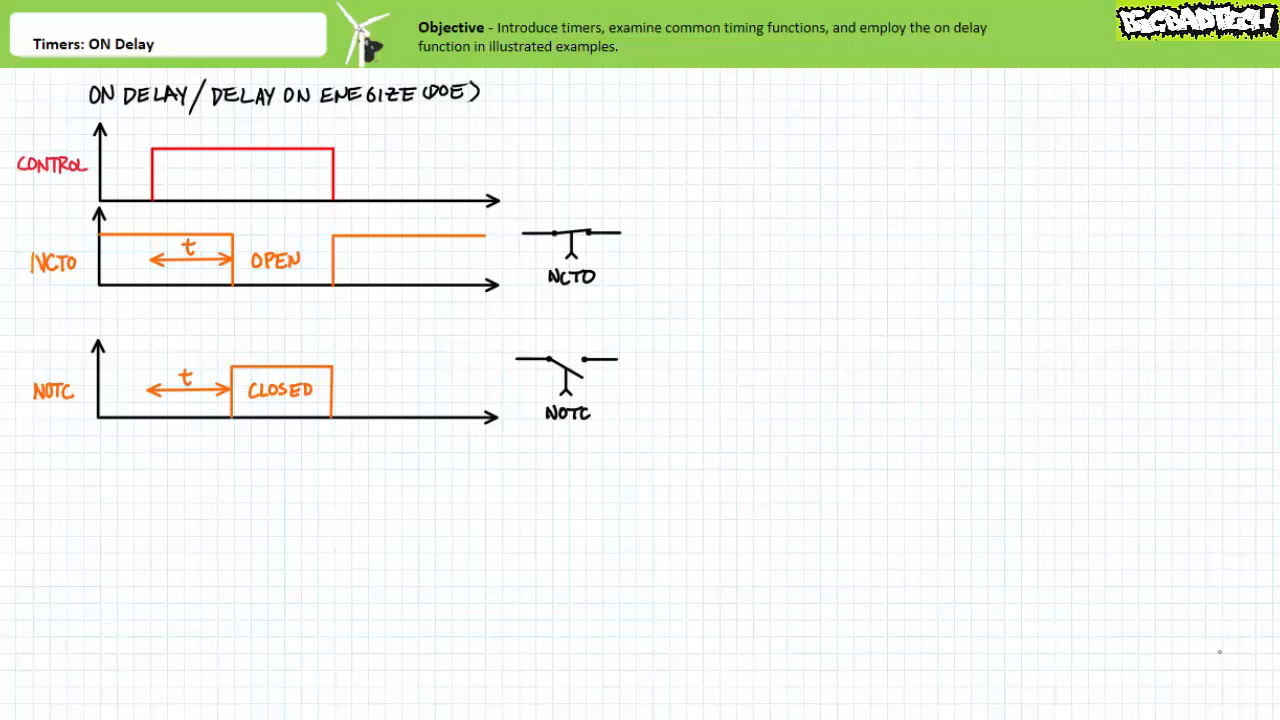 Timers: ON Delay
Objective - Introduce timers, examine common timing functions, and employ the on delay
function in illustrated examples.
BIGBADTECH
ON DELAY/DELAY ON ENEGIZE (DOE)
CONTROL
NCTO
t
OPEN
NCTO
NOTC
t
CLOSED
NOTC